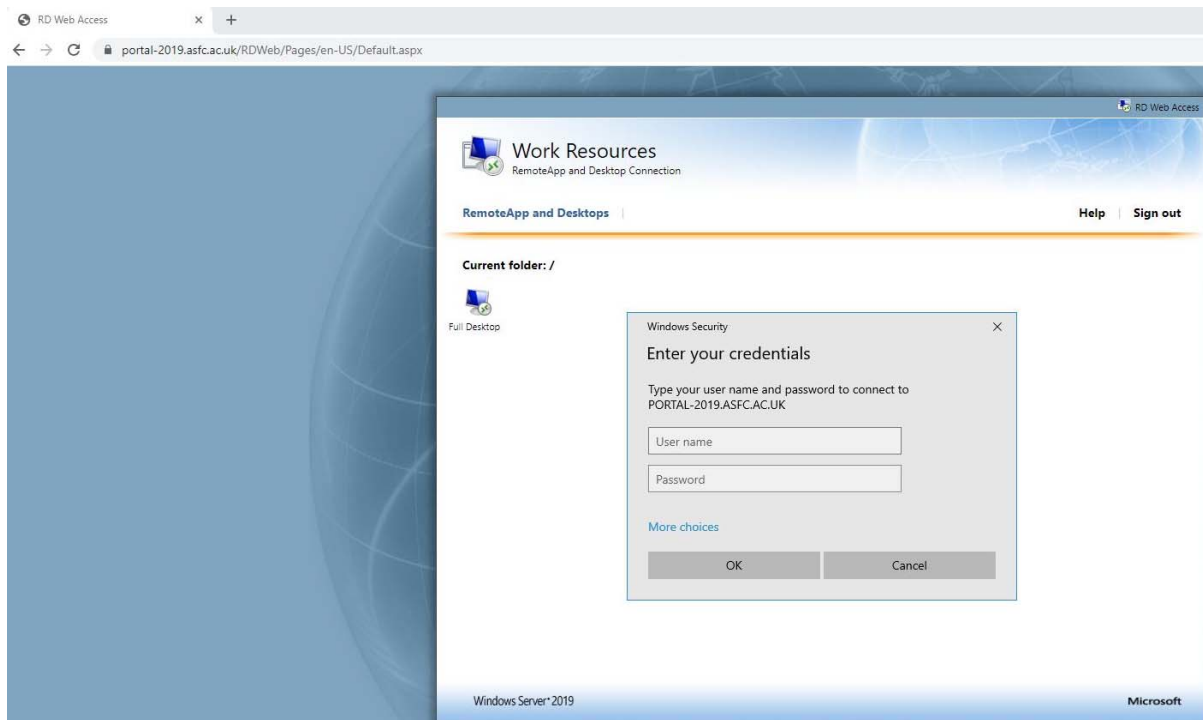 RD Web Access
portal-2019.asfc.ac.uk/RDWeb/Pages/en-US/Default.aspx
RD Web Access
Work Resources
RemoteApp and Desktop Connection
RemoteApp and Desktops
Help
Sign out
Current folder: /
Full Desktop
Windows Security
Enter your credentials
Type your user name and password to connect to
PORTAL-2019.ASFC.AC.UK
User name
Password
More choices
OK
Cancel
Windows Server 2019
Microsoft